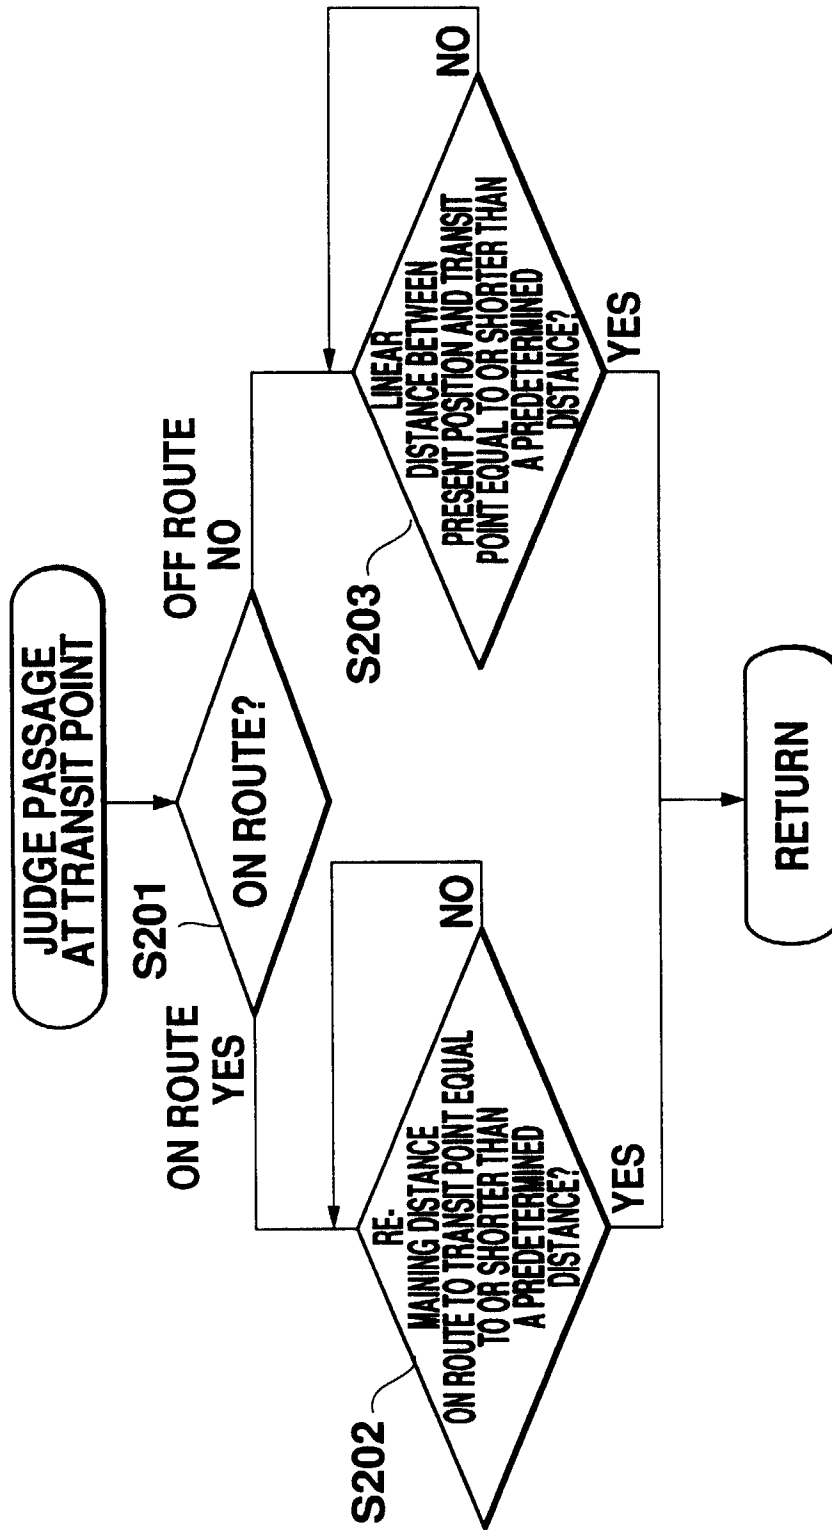 JUDGE PASSAGE
AT TRANSIT POINT
S201
ON ROUTE?
ON ROUTE
YES
OFF ROUTE
NO
S202
RE-
MAINING DISTANCE
ON ROUTE TO TRANSIT POINT EQUAL
TO OR SHORTER THAN
A PREDETERMINED
DISTANCE?
NO
YES
S203
LINEAR
DISTANCE BETWEEN
PRESENT POSITION AND TRANSIT
POINT EQUAL TO OR SHORTER THAN
A PREDETERMINED
DISTANCE?
NO
YES
RETURN